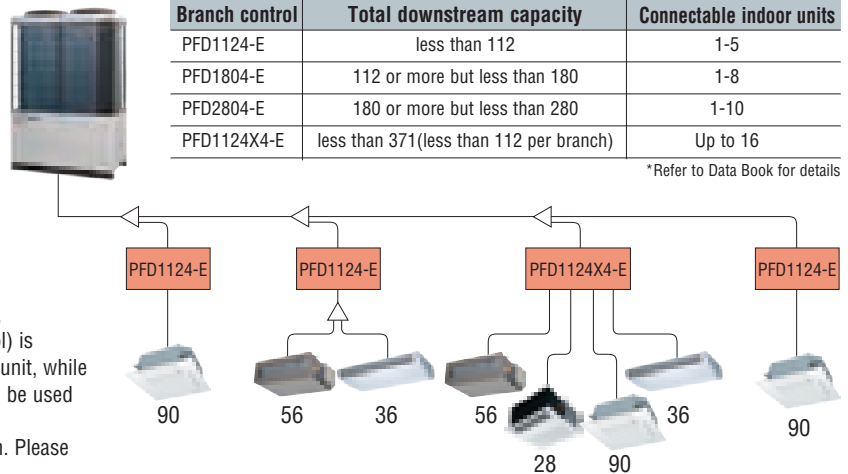 Branch control Total downstream capacity Connectable indoor units
PFD1124-E less than 112 1-5
PFD1804-E 112 or more but less than 180 1-8
PFD2804-E 180 or more but less than 280 1-10
PFD1124X4-E less than 371(less than 112 per branch) Up to 16
*Refer to Data Book for details
PFD1124-E PFD1124-E PFD1124X4-E PFD1124-E
l) is
unit, while
be used
n. Please
90 56 36 56 28 90 36 90